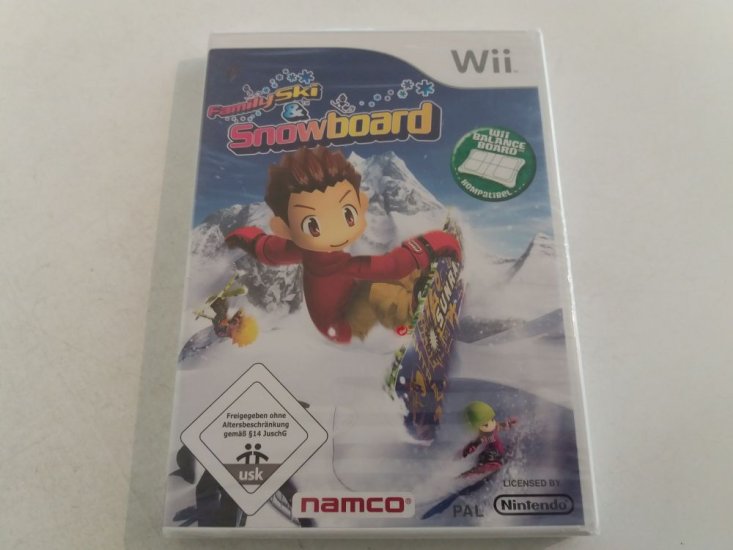 Wii
Family Ski
&
Snowboard
Wii
BALANCE
BOARD
KOMPATIBEL
Freigegeben ohne
Altersbeschränkung
gemäß §14 JuSchG
usk
namco®
PAL
LICENSED BY
Nintendo